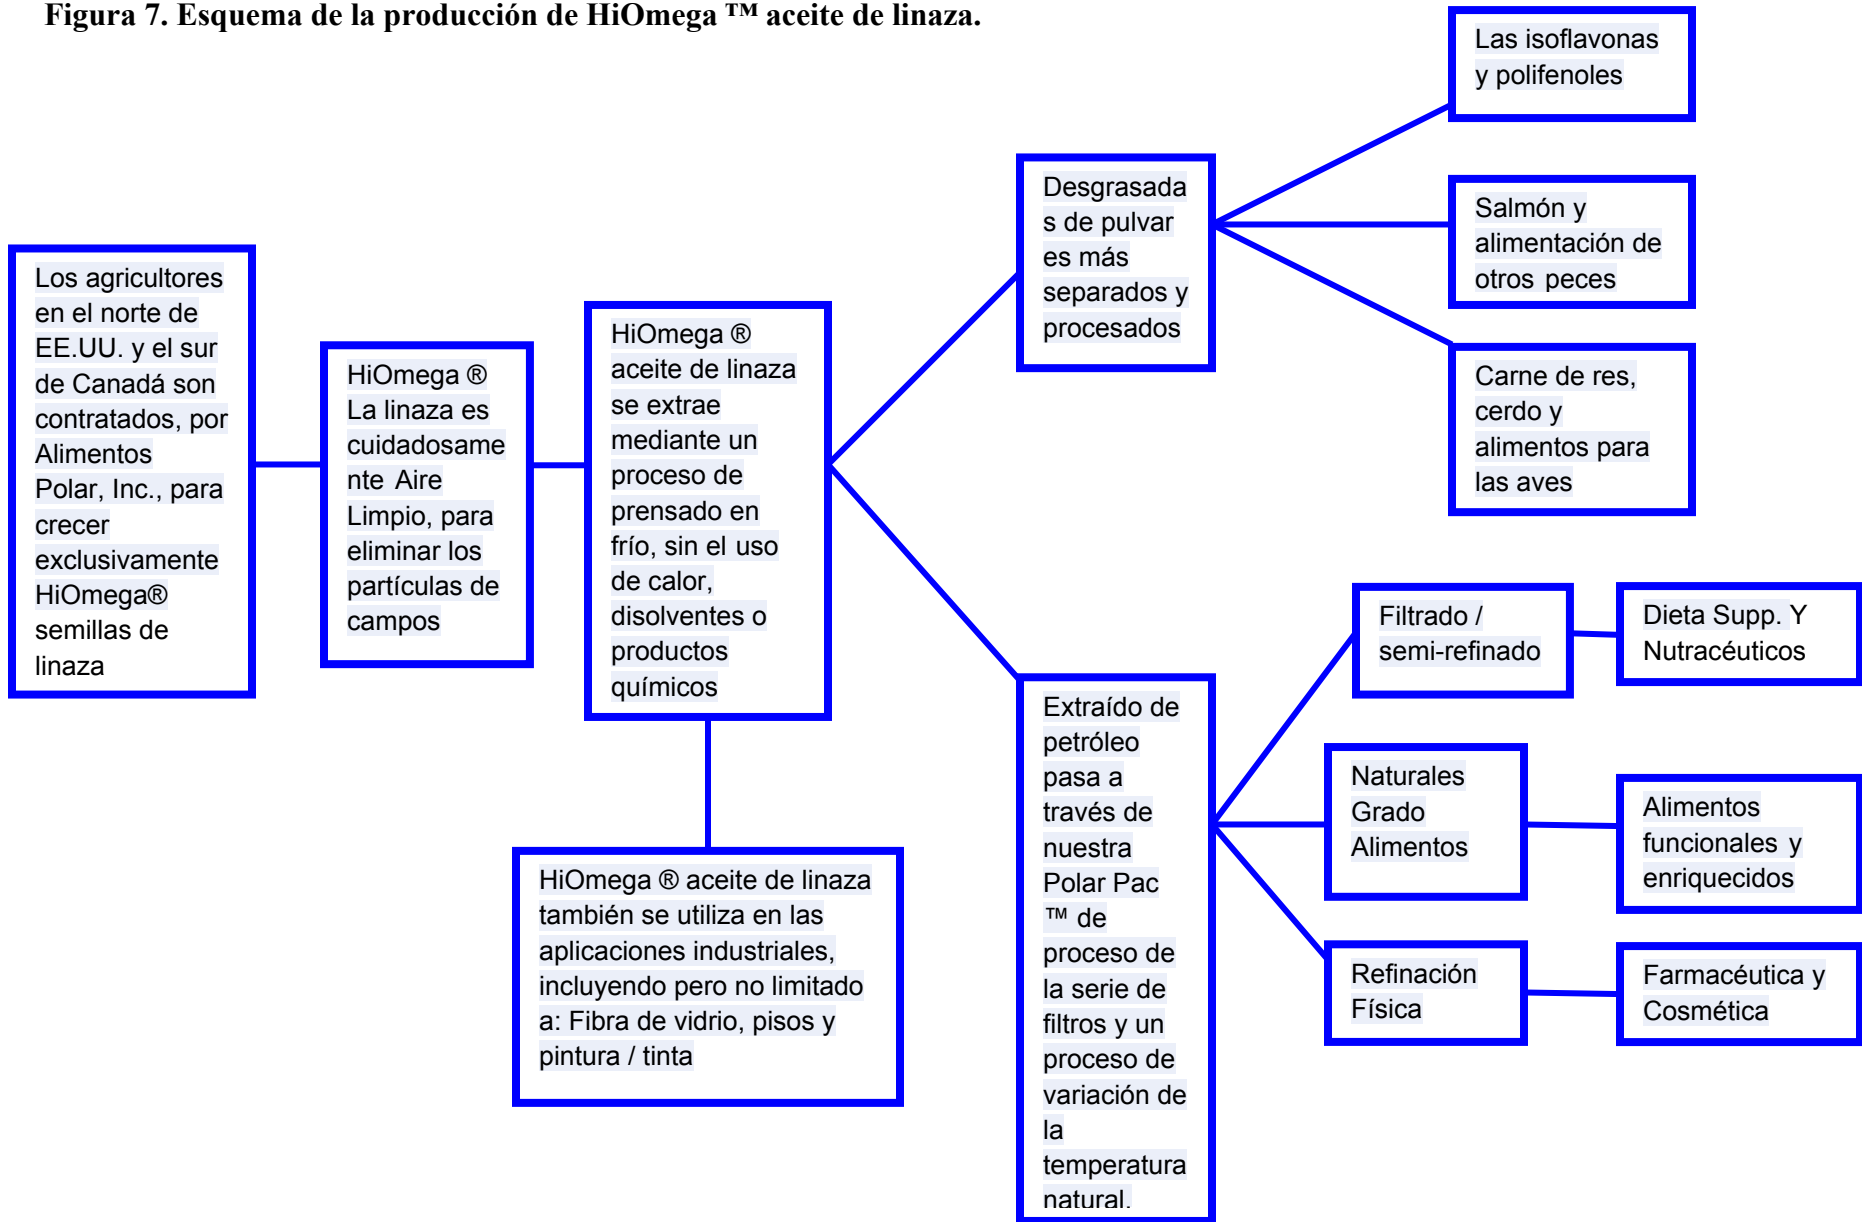 Figura 7. Esquema de la producción de HiOmega ™ aceite de linaza.
Los agricultores
en el norte de
EE.UU. y el sur
de Canadá son
contratados, por
Alimentos
Polar, Inc., para
crecer
exclusivamente
HiOmega®
semillas de
linaza
HiOmega ®
La linaza es
cuidadosame
nte Aire
Limpio, para
eliminar los
partículas de
campos
HiOmega ®
aceite de linaza
se extrae
mediante un
proceso de
prensado en
frío, sin el uso
de calor,
disolventes o
productos
químicos
HiOmega ® aceite de linaza
también se utiliza en las
aplicaciones industriales,
incluyendo pero no limitado
a: Fibra de vidrio, pisos y
pintura / tinta
Desgrasada
s de pulvar
es más
separados y
procesados
Las isoflavonas
y polifenoles
Salmón y
alimentación de
otros peces
Carne de res,
cerdo y
alimentos para
las aves
Extraído de
petróleo
pasa a
través de
nuestra
Polar Pac
™ de
proceso de
la serie de
filtros y un
proceso de
variación de
la
temperatura
natural.
Filtrado /
semi-refinado
Dieta Supp. Y
Nutracéuticos
Naturales
Grado
Alimentos
Alimentos
funcionales y
enriquecidos
Refinación
Física
Farmacéutica y
Cosmética